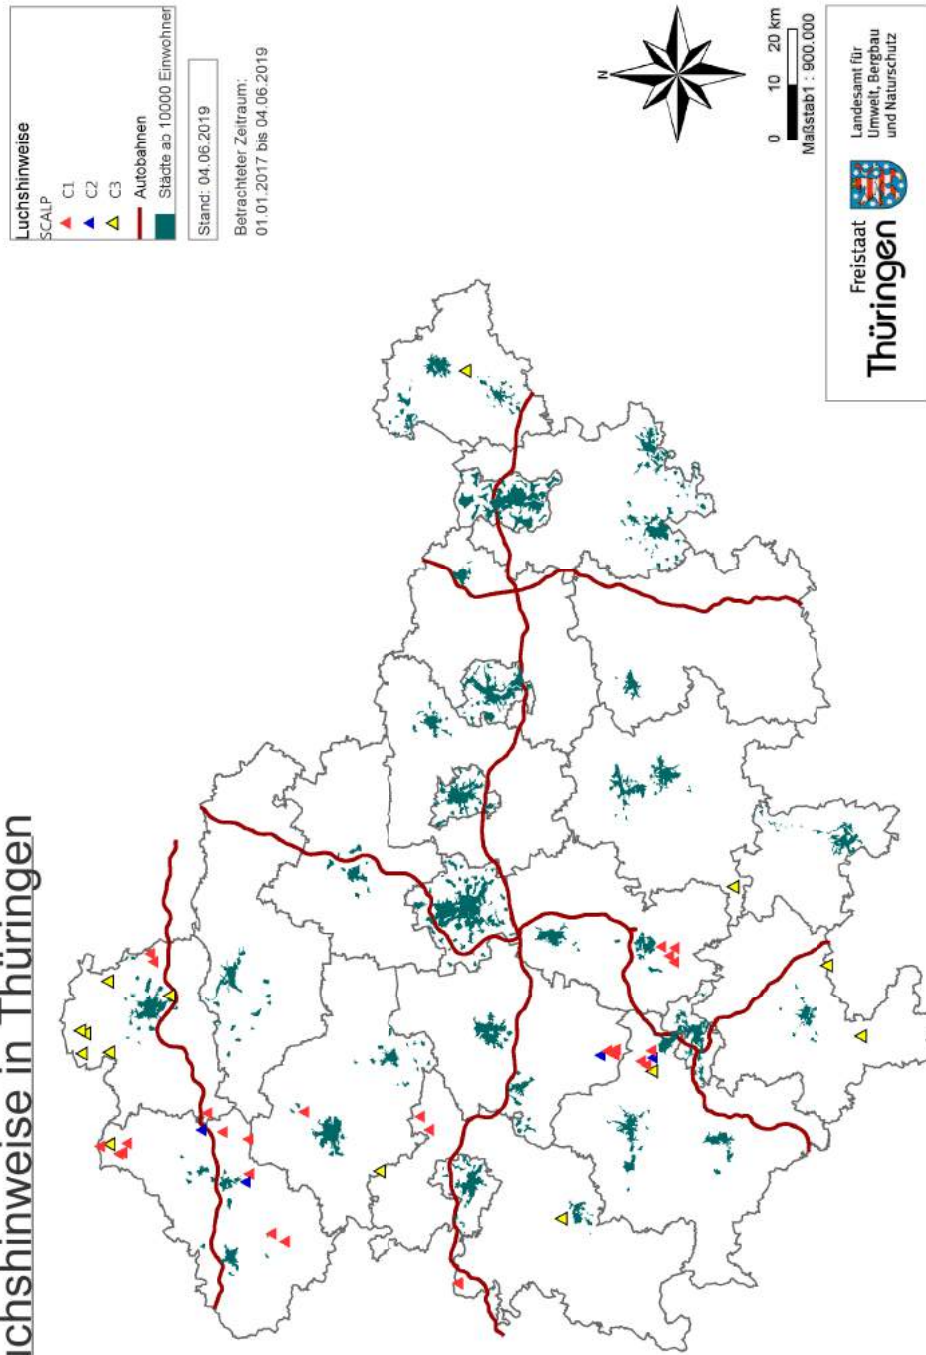 uchshinweise in Thüringen
Luchshinweise
SCALP
C1
C2
C3
Autobahnen
Städte ab 10000 Einwohner
Stand: 04.06.2019
Betrachteter Zeitraum:
01.01.2017 bis 04.06.2019
N
0 10 20 km
Maßstab1 : 900.000
Freistaat
Thüringen
Landesamt für
Umwelt, Bergbau
und Naturschutz